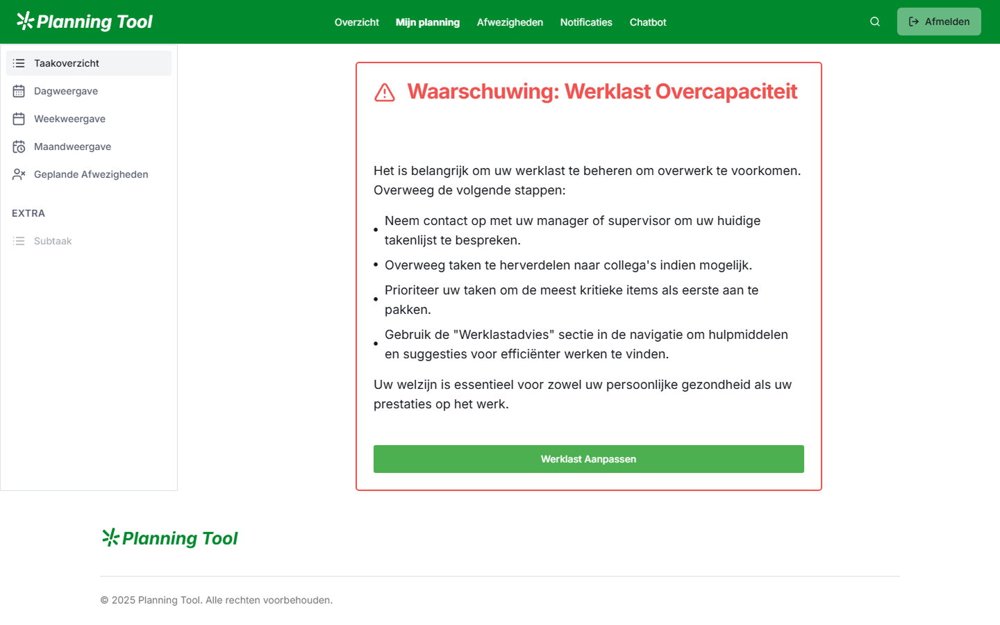 Planning Tool
Overzicht
Mijn planning
Afwezigheden
Notificaties
Chatbot
Afmelden
Taakoverzicht
Dagweergave
Weekweergave
Maandweergave
Geplande Afwezigheden
EXTRA
Subtaak
Waarschuwing: Werklast Overcapaciteit
Het is belangrijk om uw werklast te beheren om overwerk te voorkomen.
Overweeg de volgende stappen:
• Neem contact op met uw manager of supervisor om uw huidige
takenlijst te bespreken.
• Overweeg taken te herverdelen naar collega's indien mogelijk.
• Prioriteer uw taken om de meest kritieke items als eerste aan te
pakken.
• Gebruik de "Werklastadvies" sectie in de navigatie om hulpmiddelen
en suggesties voor efficiënter werken te vinden.
Uw welzijn is essentieel voor zowel uw persoonlijke gezondheid als uw
prestaties op het werk.
Werklast Aanpassen
Planning Tool
© 2025 Planning Tool. Alle rechten voorbehouden.